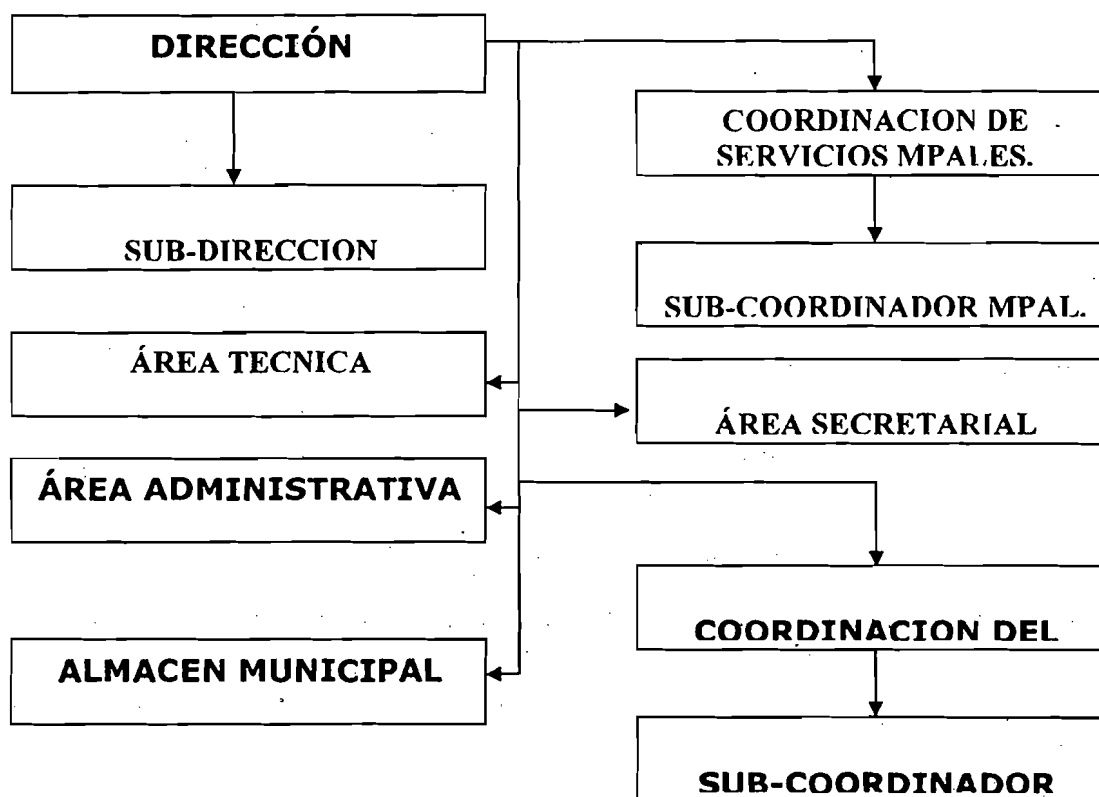 DIRECCIÓN
COORDINACION DE
SERVICIOS MPALES.
SUB-DIRECCION
SUB-COORDINADOR MPAL.
ÁREA TECNICA
ÁREA SECRETARIAL
ÁREA ADMINISTRATIVA
COORDINACION DEL
ALMACEN MUNICIPAL
SUB-COORDINADOR